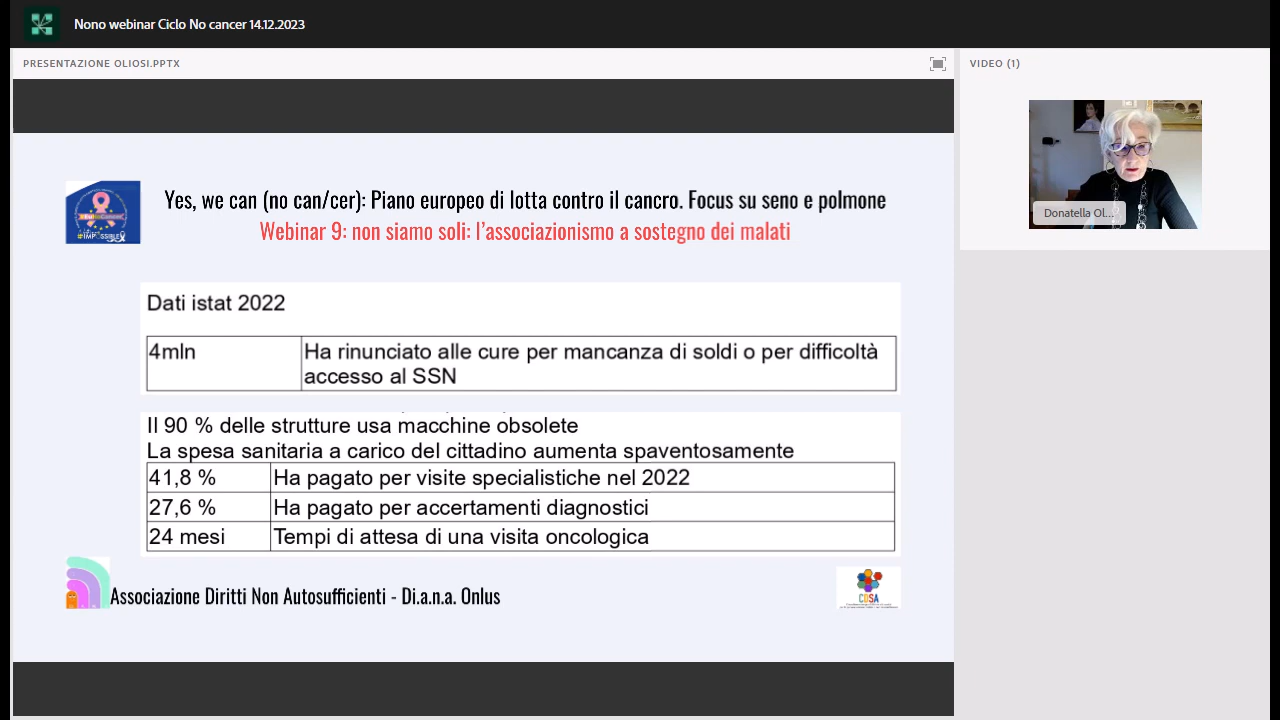 Nono webinar Ciclo No cancer 14.12.2023
PRESENTAZIONE OLIOSI.PPTX
VIDEO (1)
Donatella Ol...
Yes, we can (no can/cer): Piano europeo di lotta contro il cancro. Focus su seno e polmone
Webinar 9: non siamo soli: l'associazionismo a sostegno dei malati
Dati istat 2022
4mln Ha rinunciato alle cure per mancanza di soldi o per difficoltà
accesso al SSN
Il 90 % delle strutture usa macchine obsolete
La spesa sanitaria a carico del cittadino aumenta spaventosamente
41,8 % Ha pagato per visite specialistiche nel 2022
27,6 % Ha pagato per accertamenti diagnostici
24 mesi Tempi di attesa di una visita oncologica
Associazione Diritti Non Autosufficienti - Di.a.n.a. Onlus
CDSA